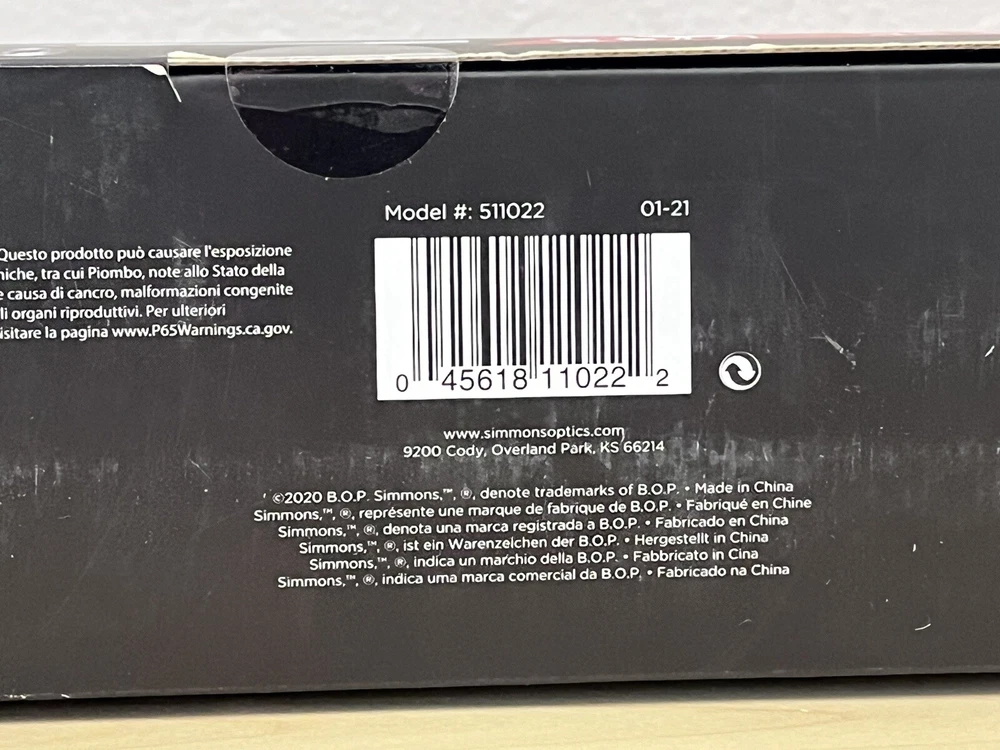 Model #: 511022 01-21
Questo prodotto può causare l'esposizione
niche, tra cui Piombo, note allo Stato della
e causa di cancro, malformazioni congenite
li organi riproduttivi. Per ulteriori
isitare la pagina www.P65Warnings.ca.gov.
0 45618 11022 2
www.simmonsoptics.com
9200 Cody, Overland Park, KS 66214
©2020 B.O.P. Simmons,™, ®, denote trademarks of B.O.P. • Made in China
Simmons,™, ®, représente une marque de fabrique de B.O.P. • Fabriqué en Chine
Simmons,™, ®, denota una marca registrada a B.O.P. • Fabricado en China
Simmons,™, ®, ist ein Warenzeichen der B.O.P. • Hergestellt in China
Simmons,™, ®, indica un marchio della B.O.P. • Fabbricato in Cina
Simmons,™, ®, indica uma marca comercial da B.O.P. • Fabricado na China